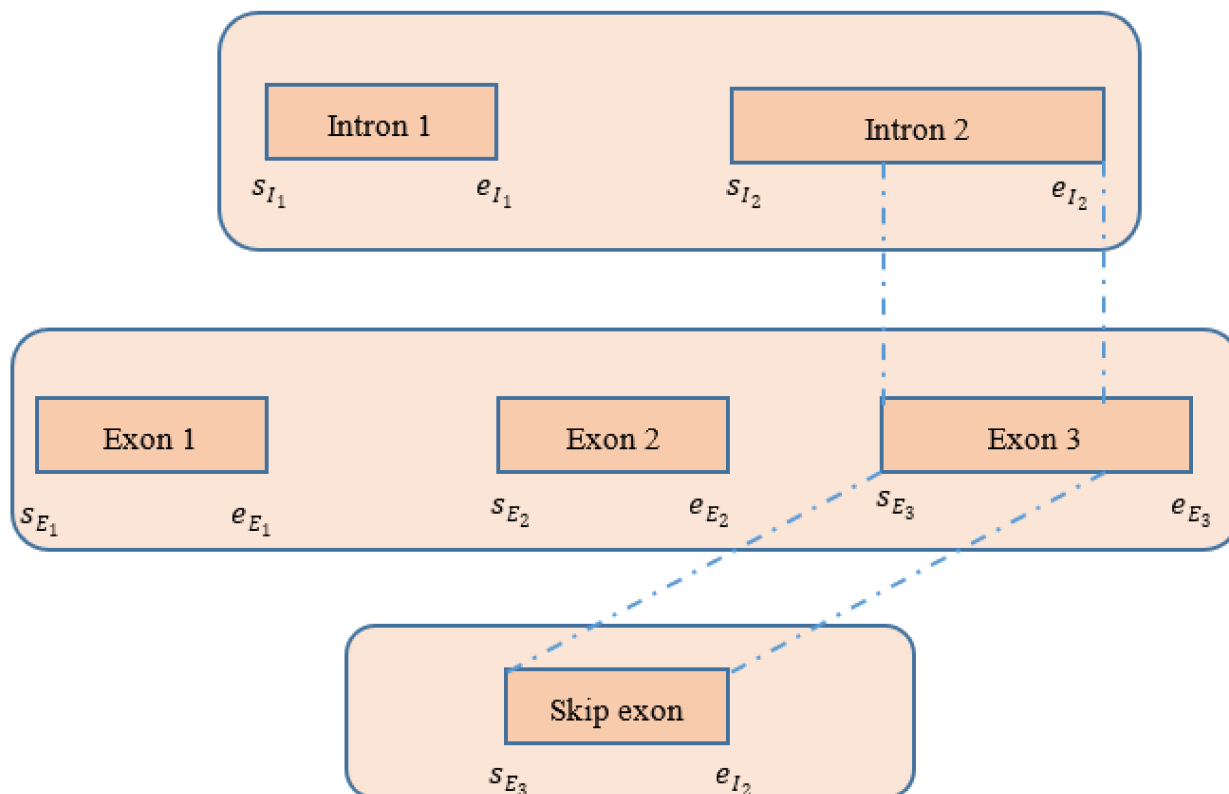 Intron 1 Intron 2
s_{I_1} e_{I_1} s_{I_2} e_{I_2}
Exon 1 Exon 2 Exon 3
s_{E_1} e_{E_1} s_{E_2} e_{E_2} s_{E_3} e_{E_3}
Skip exon
s_{E_3} e_{I_2}